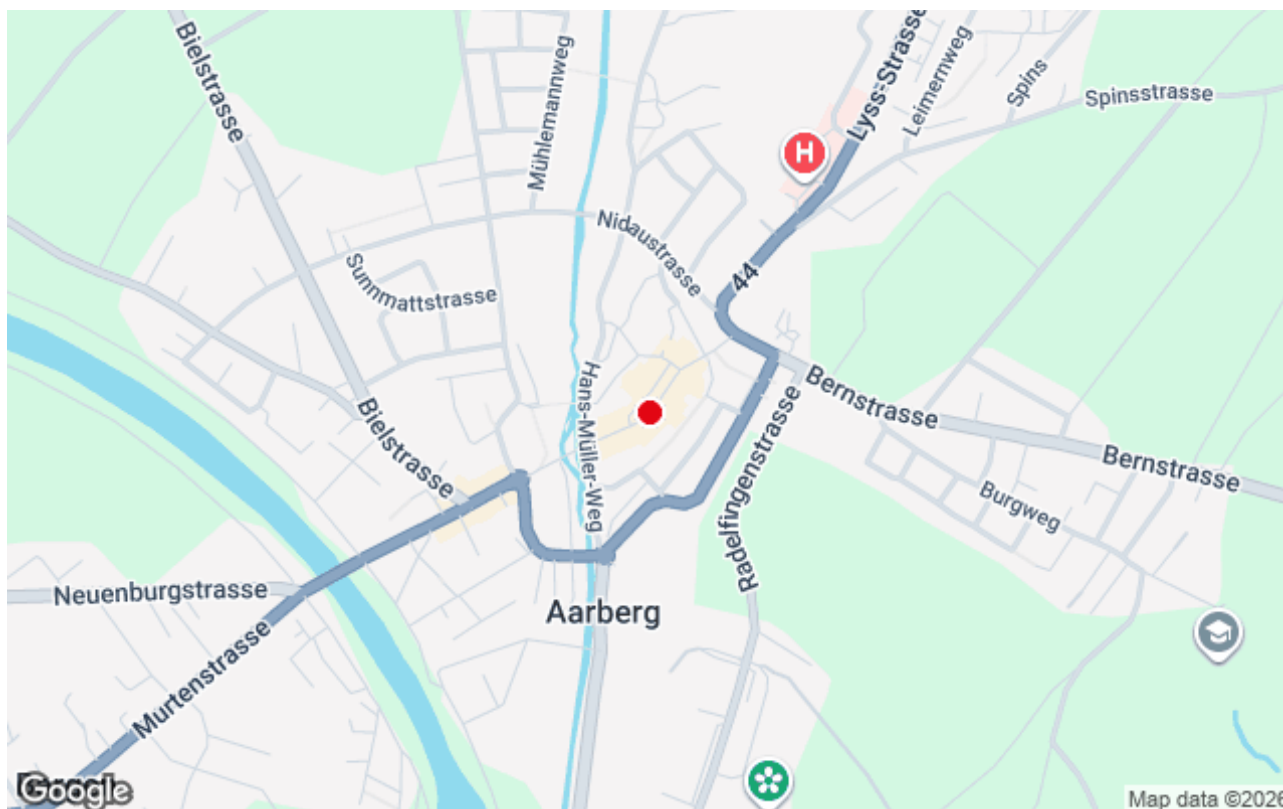 Bielstrasse
Mühlemannweg
Lyss-Strasse
Leimernweg
Spins
Spinsstrasse
H
Nidaustrasse
44
Sunnmattstrasse
Hans-Müller-Weg
Bernstrasse
Bielstrasse
Radelfingenstrasse
Bernstrasse
Burgweg
Neuenburgstrasse
Aarberg
Murtenstrasse
Google
Map data ©2026